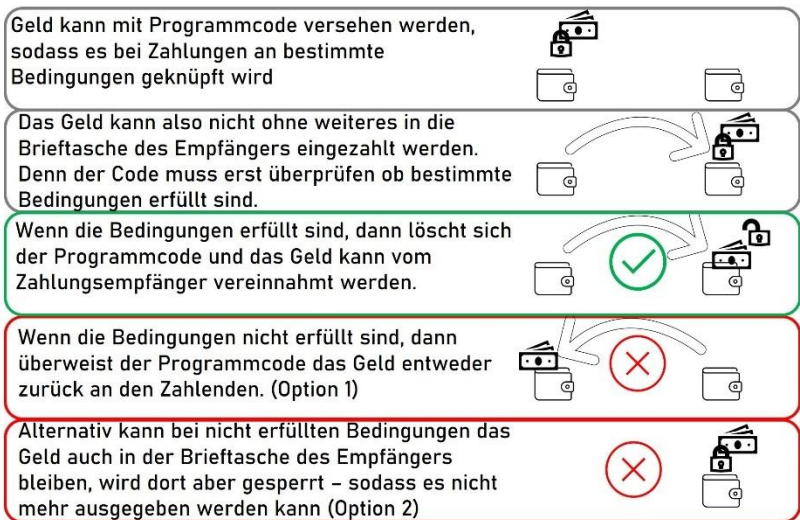 Geld kann mit Programmcode versehen werden,
sodass es bei Zahlungen an bestimmte
Bedingungen geknüpft wird
Das Geld kann also nicht ohne weiteres in die
Brieftasche des Empfängers eingezahlt werden.
Denn der Code muss erst überprüfen ob bestimmte
Bedingungen erfüllt sind.
Wenn die Bedingungen erfüllt sind, dann löscht sich
der Programmcode und das Geld kann vom
Zahlungsempfänger vereinnahmt werden.
Wenn die Bedingungen nicht erfüllt sind, dann
überweist der Programmcode das Geld entweder
zurück an den Zahlenden. (Option 1)
Alternativ kann bei nicht erfüllten Bedingungen das
Geld auch in der Brieftasche des Empfängers
bleiben, wird dort aber gesperrt – sodass es nicht
mehr ausgegeben werden kann (Option 2)